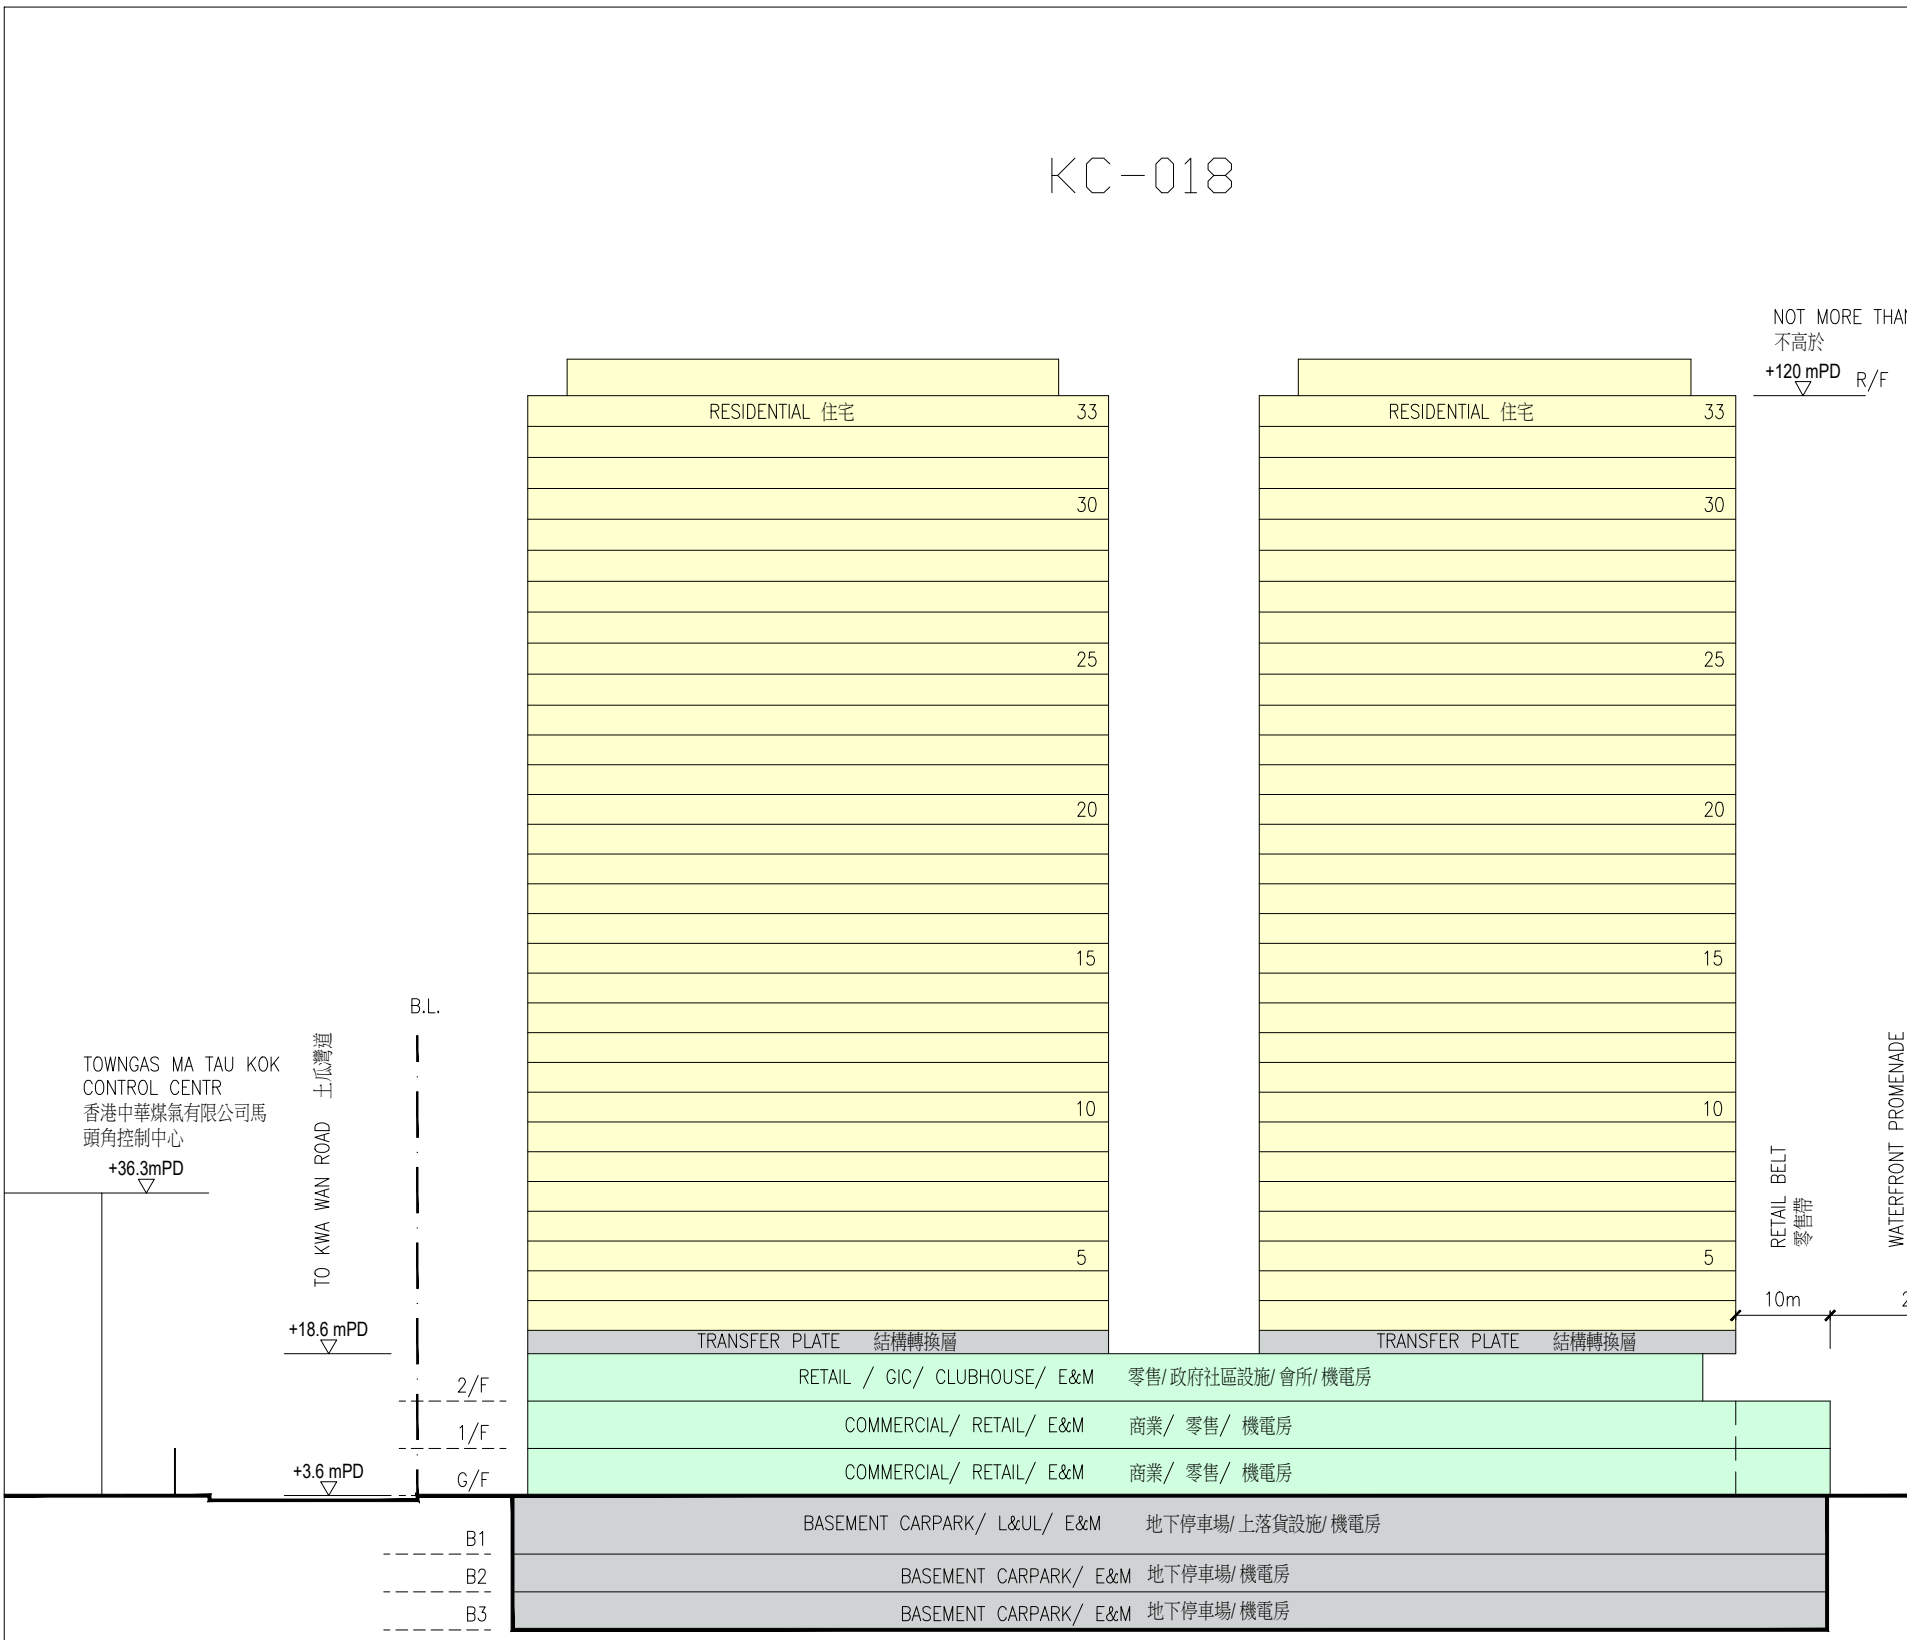 KC-018
NOT MORE THAN
不高於
+120 mPD R/F
RESIDENTIAL 住宅 33
RESIDENTIAL 住宅 33
30
30
25
25
20
20
15
15
B.L.
TOWNGAS MA TAU KOK
CONTROL CENTR
香港中華煤氣有限公司馬
頭角控制中心
+36.3mPD
TO KWA WAN ROAD 土瓜灣道
10
10
RETAIL BELT
零售帶
WATERFRONT PROMENADE
5
5
10m
2
+18.6 mPD
TRANSFER PLATE 結構轉換層
TRANSFER PLATE 結構轉換層
2/F
RETAIL / GIC/ CLUBHOUSE/ E&M 零售/政府社區設施/會所/機電房
1/F
COMMERCIAL/ RETAIL/ E&M 商業/ 零售/ 機電房
+3.6 mPD
G/F
COMMERCIAL/ RETAIL/ E&M 商業/ 零售/ 機電房
B1
BASEMENT CARPARK/ L&UL/ E&M 地下停車場/上落貨設施/機電房
B2
BASEMENT CARPARK/ E&M 地下停車場/機電房
B3
BASEMENT CARPARK/ E&M 地下停車場/機電房